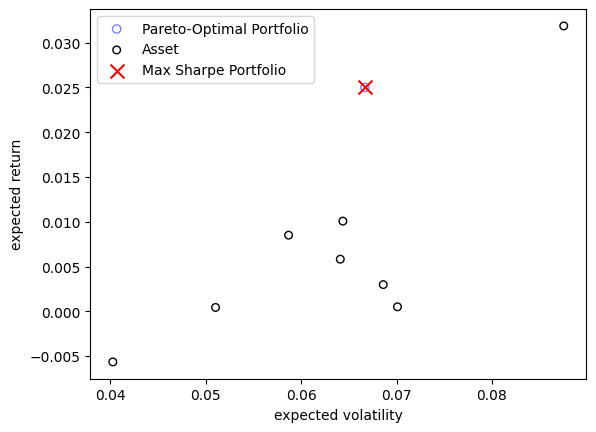 Pareto-Optimal Portfolio
Asset
Max Sharpe Portfolio
0.030
0.025
0.020
0.015
0.010
0.005
0.000
−0.005
expected return
0.04 0.05 0.06 0.07 0.08
expected volatility